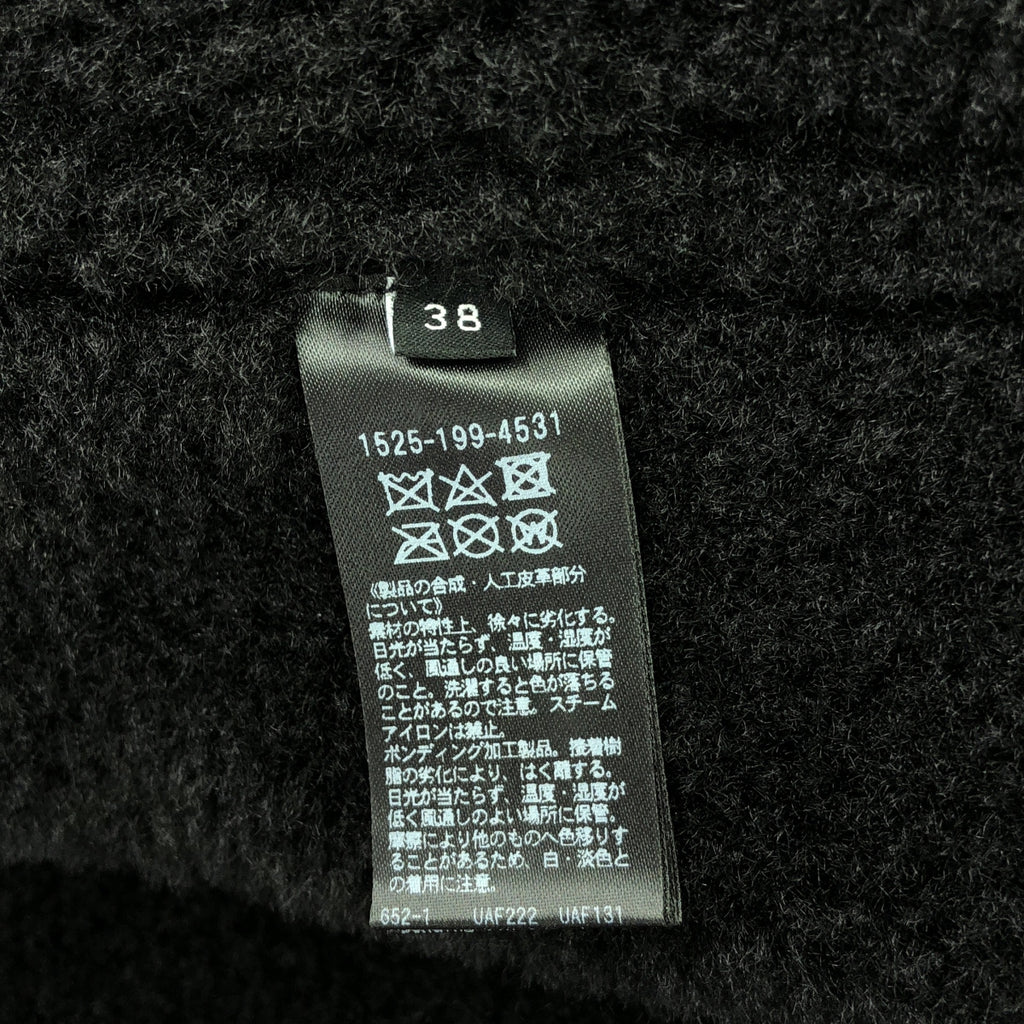 38
1525-199-4531
《製品の合成・人工皮革部分
について》
素材の特性上、徐々に劣化する。
日光が当たらず、温度・湿度が
低く、風通しの良い場所に保管
のこと。洗濯すると色が落ちる
ことがあるので注意。スチーム
アイロンは禁止。
ボンディング加工製品。接着樹
脂の劣化により、はく離する。
日光が当たらず、温度・湿度が
低く風通しのよい場所に保管。
摩擦により他のものへ色移りす
ることがあるため、白・淡色と
の着用に注意。
652-1 UAF222 UAF131